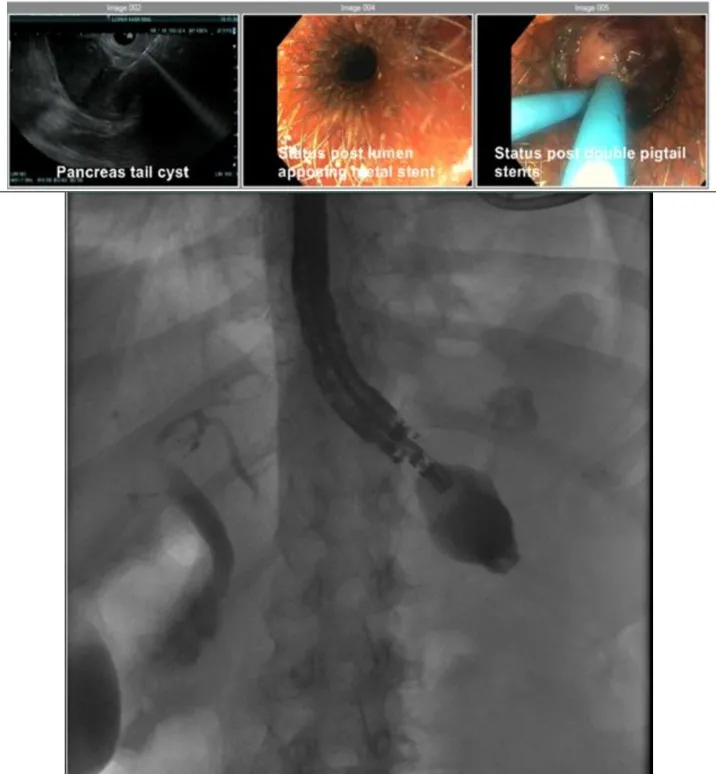 Image 002
Image 004
Image 005
Pancreas tail cyst
Status post lumen
apposing metal stent
Status post double pigtail
stents